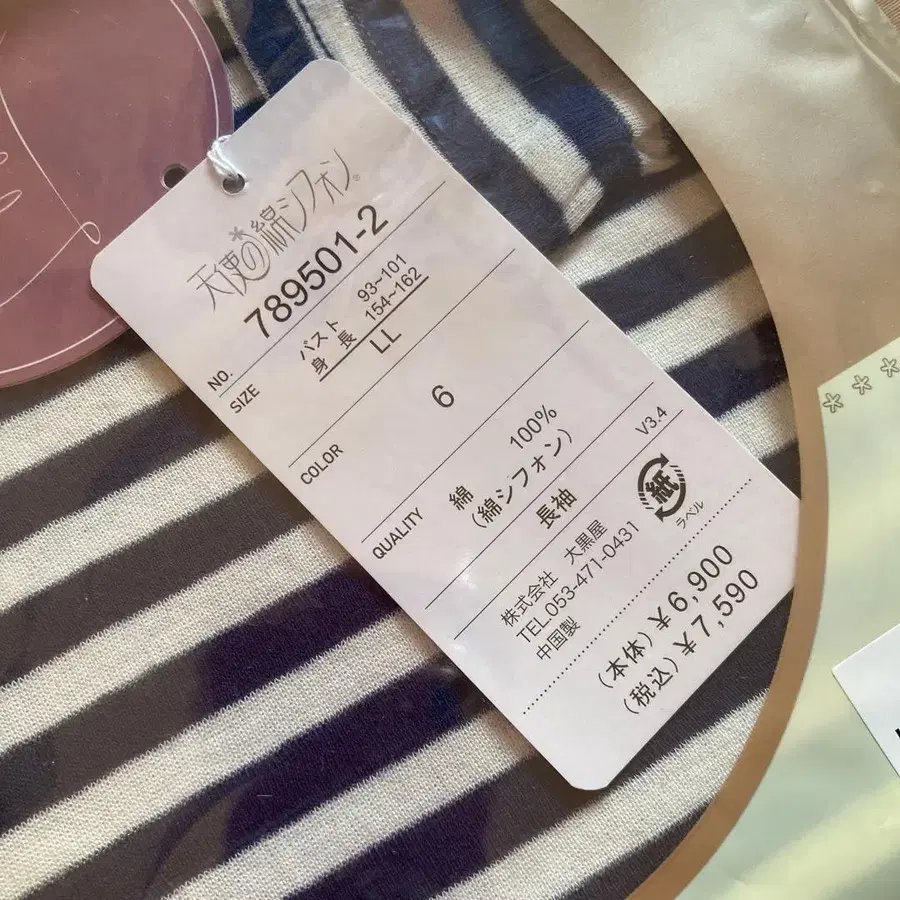 天使の綿シフォン®
NO. 789501-2
SIZE バスト 93~101
身長 154~162
LL
COLOR 6
QUALITY 綿 100%
(綿シフォン)
長袖 V3.4
株式会社 大黒屋
TEL.053-471-0431
中国製
紙
ラベル
(本体)¥6,900
(税込)¥7,590